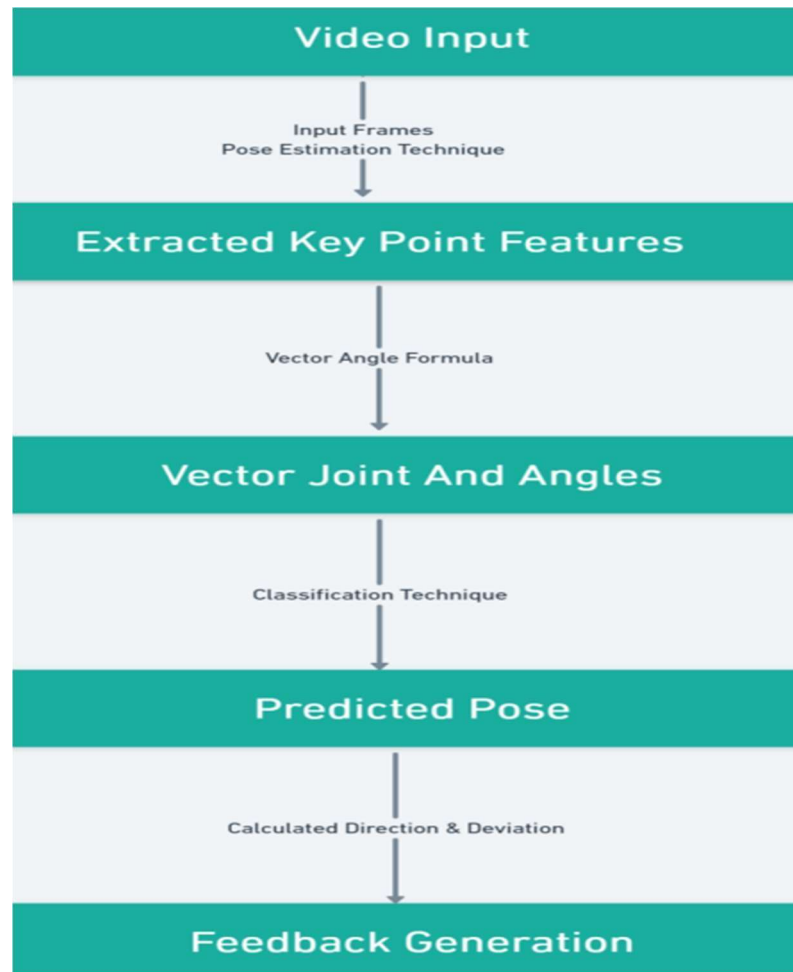 Video Input
Input Frames
Pose Estimation Technique
Extracted Key Point Features
Vector Angle Formula
Vector Joint And Angles
Classification Technique
Predicted Pose
Calculated Direction & Deviation
Feedback Generation